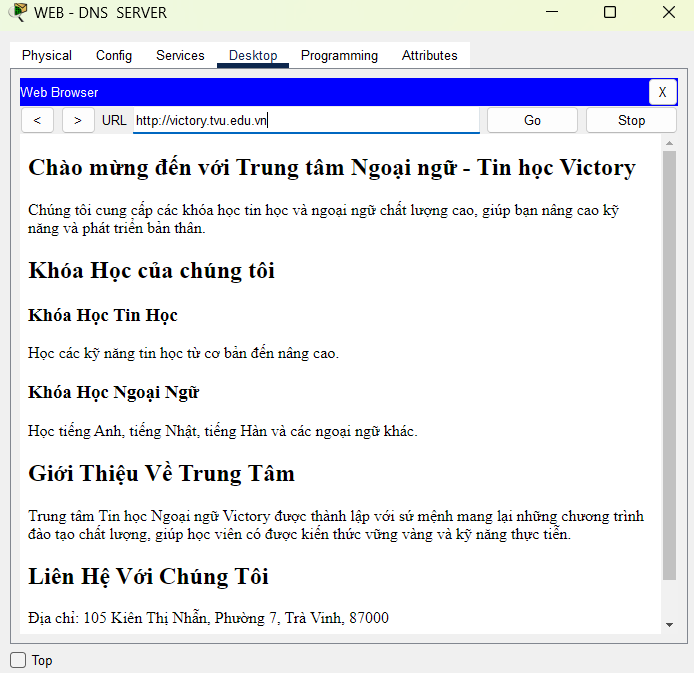 WEB - DNS SERVER
Physical Config Services Desktop Programming Attributes
Web Browser X
< > URL http://victory.tvu.edu.vn Go Stop
Chào mừng đến với Trung tâm Ngoại ngữ - Tin học Victory
Chúng tôi cung cấp các khóa học tin học và ngoại ngữ chất lượng cao, giúp bạn nâng cao kỹ
năng và phát triển bản thân.
Khóa Học của chúng tôi
Khóa Học Tin Học
Học các kỹ năng tin học từ cơ bản đến nâng cao.
Khóa Học Ngoại Ngữ
Học tiếng Anh, tiếng Nhật, tiếng Hàn và các ngoại ngữ khác.
Giới Thiệu Về Trung Tâm
Trung tâm Tin học Ngoại ngữ Victory được thành lập với sứ mệnh mang lại những chương trình
đào tạo chất lượng, giúp học viên có được kiến thức vững vàng và kỹ năng thực tiễn.
Liên Hệ Với Chúng Tôi
Địa chỉ: 105 Kiên Thị Nhẫn, Phường 7, Trà Vinh, 87000
Top